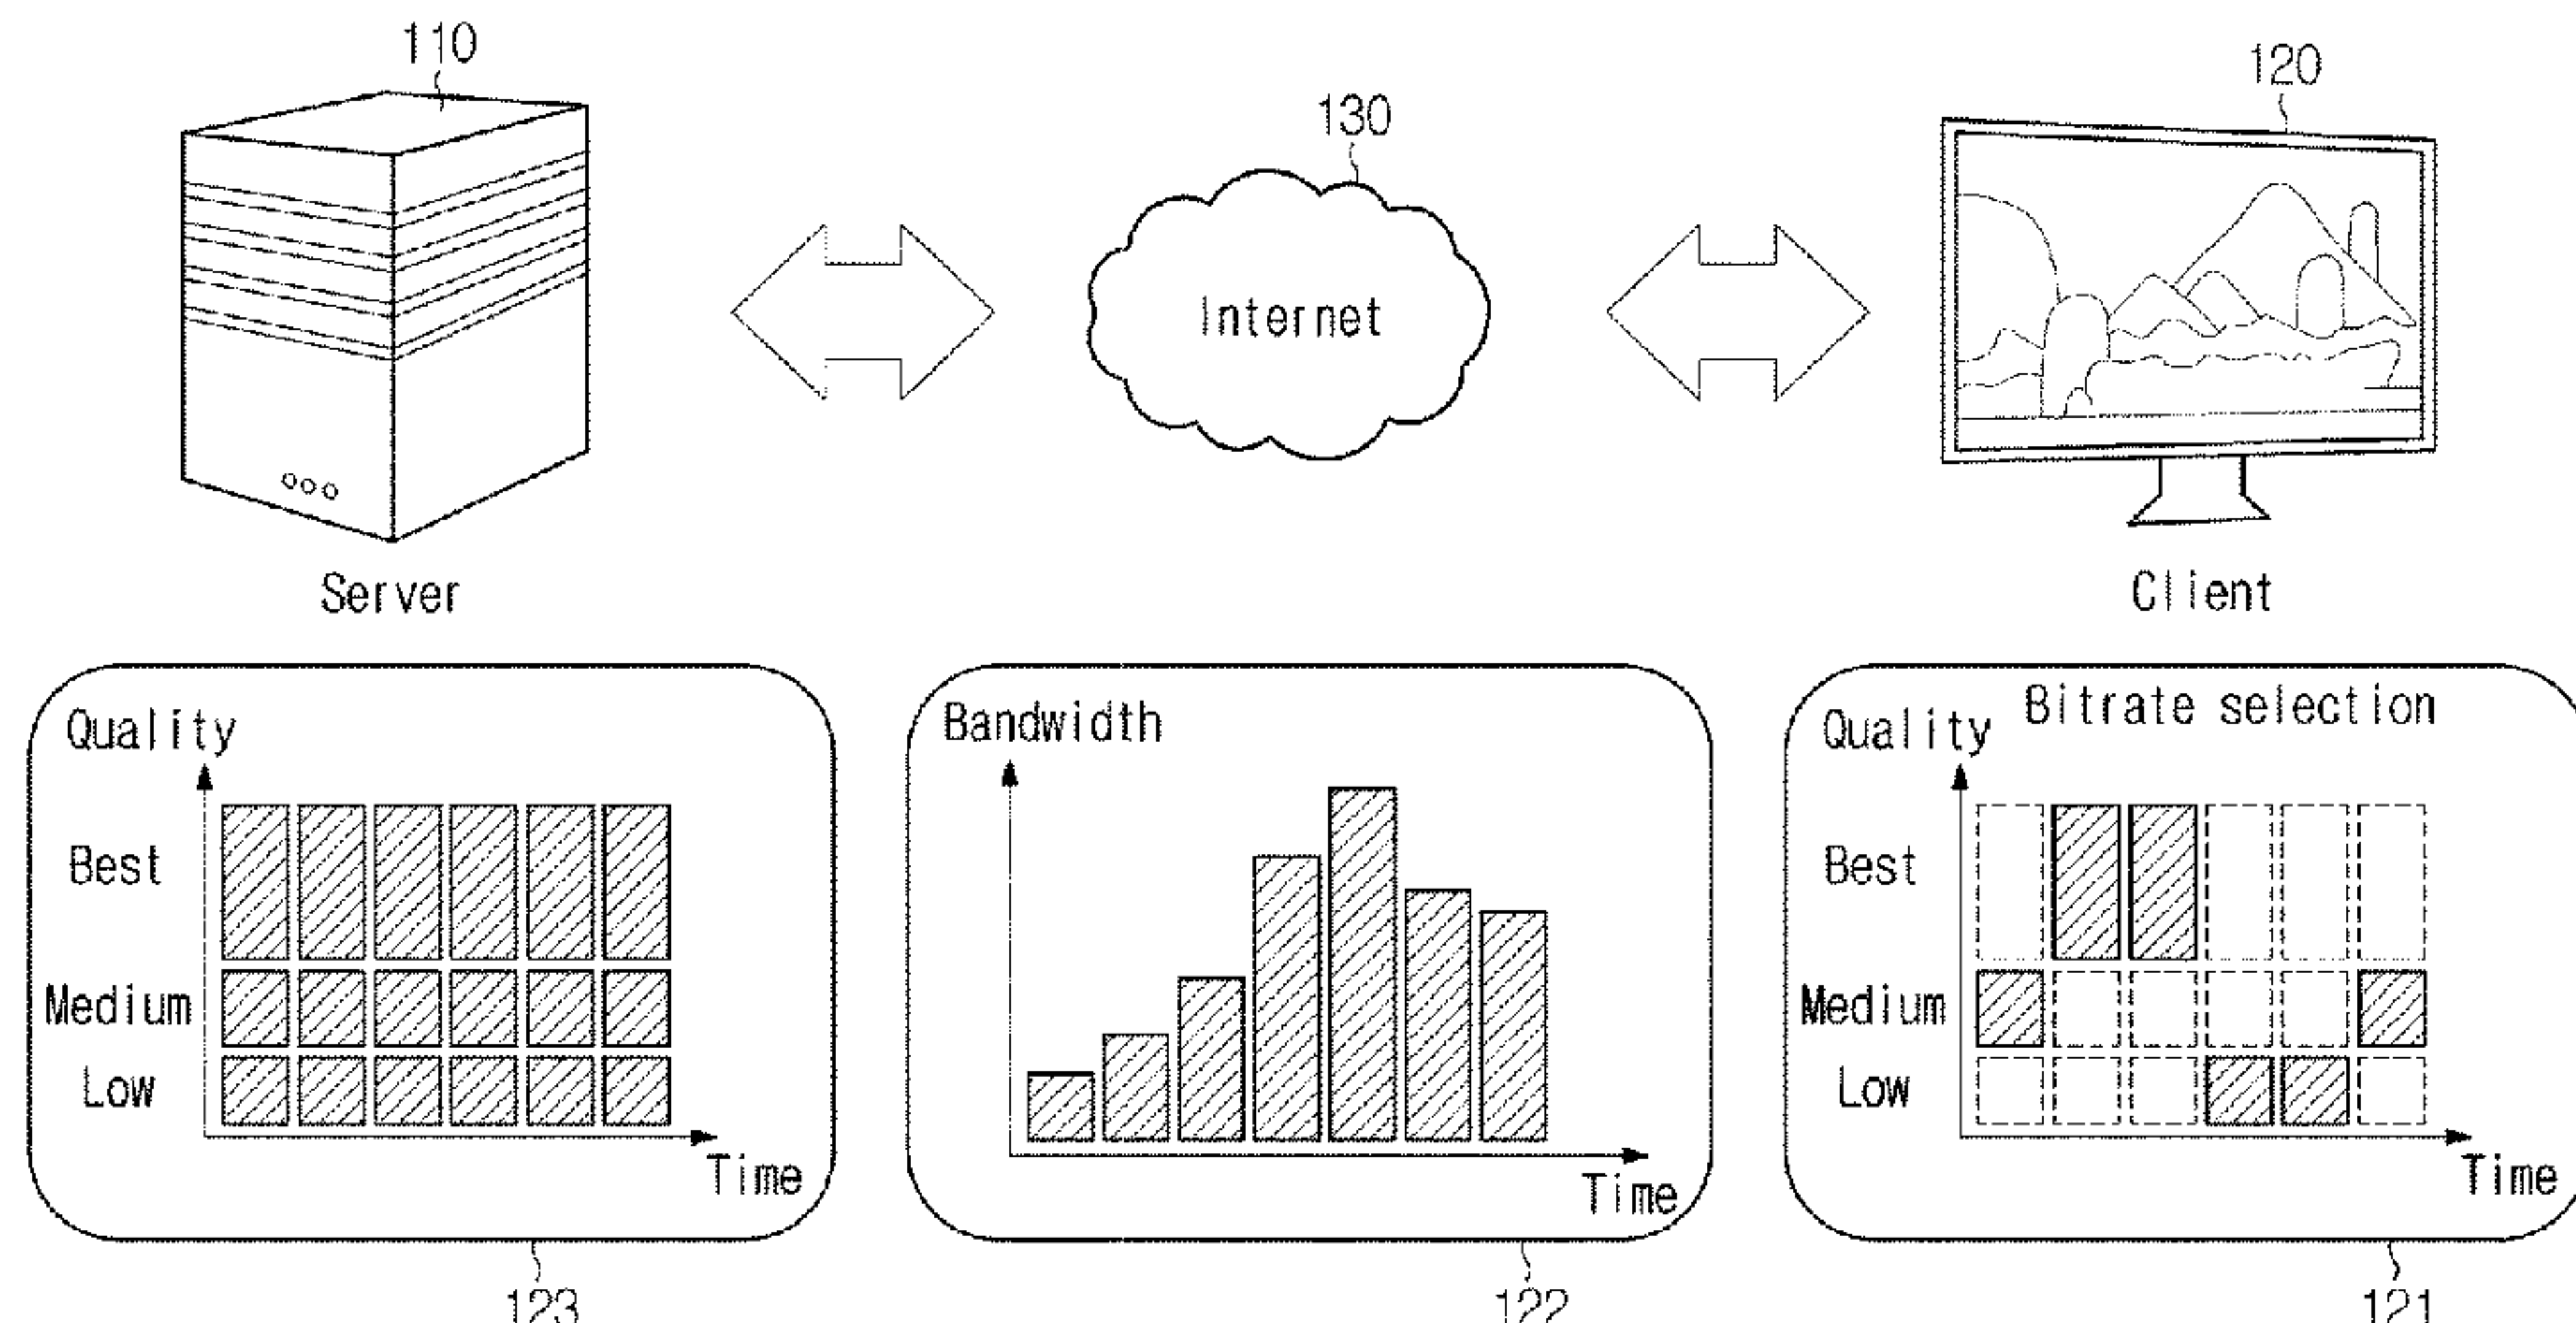 110
120
130
Internet
Server
Client
Quality
Best
Medium
Low
Time
123
Bandwidth
Time
122
Bitrate selection
Quality
Best
Medium
Low
Time
121